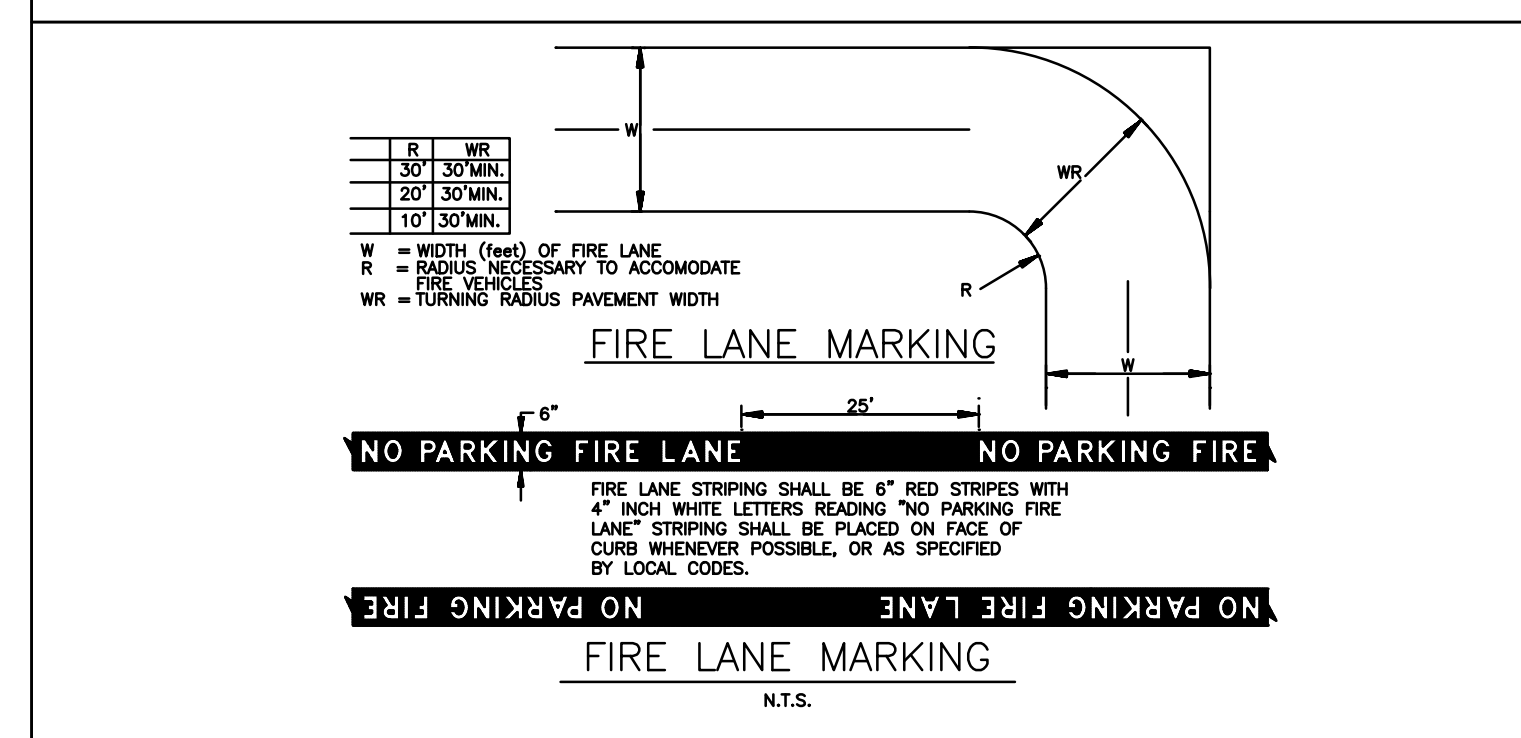 W
R WR
30' 30'MIN.
20' 30'MIN.
10' 30'MIN.
WR
W = WIDTH (feet) OF FIRE LANE
R = RADIUS NECESSARY TO ACCOMODATE
FIRE VEHICLES
WR = TURNING RADIUS PAVEMENT WIDTH
R
FIRE LANE MARKING
W
6"
25'
NO PARKING FIRE LANE NO PARKING FIRE
FIRE LANE STRIPING SHALL BE 6" RED STRIPES WITH
4" INCH WHITE LETTERS READING "NO PARKING FIRE
LANE" STRIPING SHALL BE PLACED ON FACE OF
CURB WHENEVER POSSIBLE, OR AS SPECIFIED
BY LOCAL CODES.
NO PARKING FIRE LANE NO PARKING FIRE
FIRE LANE MARKING
N.T.S.